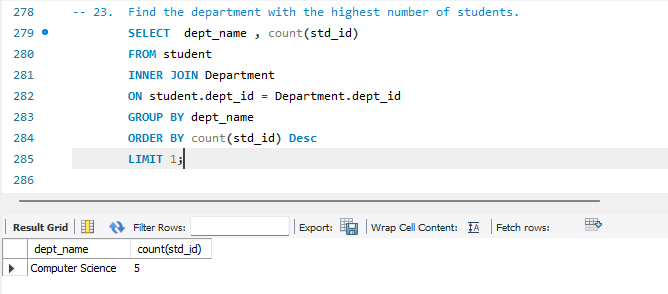 278 -- 23.  Find the department with the highest number of students.
279 SELECT  dept_name , count(std_id)
280 FROM student
281 INNER JOIN Department
282 ON student.dept_id = Department.dept_id
283 GROUP BY dept_name
284 ORDER BY count(std_id) Desc
285 LIMIT 1;
286
Result Grid Filter Rows: Export: Wrap Cell Content: Fetch rows:
dept_name count(std_id)
Computer Science 5